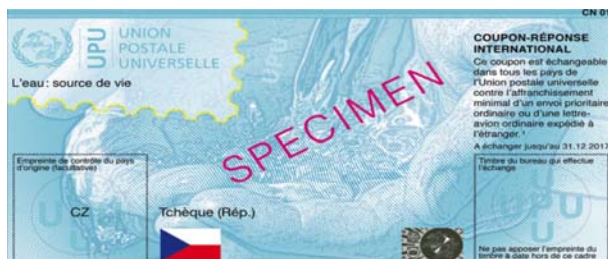 CN 01
UPU
UNION
POSTALE
UNIVERSELLE
L'eau : source de vie
SPECIMEN
COUPON-RÉPONSE
INTERNATIONAL
Ce coupon est échangeable
dans tous les pays de
l'Union postale universelle
contre l'affranchissement
minimal d'un envoi prioritaire
ordinaire ou d'une lettre-
avion ordinaire expédié à
l'étranger.
A échanger jusqu'au 31.12.2017
Empreinte de contrôle du pays
d'origine (facultative)
CZ
Tchèque (Rép.)
Timbre du bureau qui effectue
l'échange
UPU
UPU
Ne pas apposer l'empreinte du
timbre à date hors de ce cadre